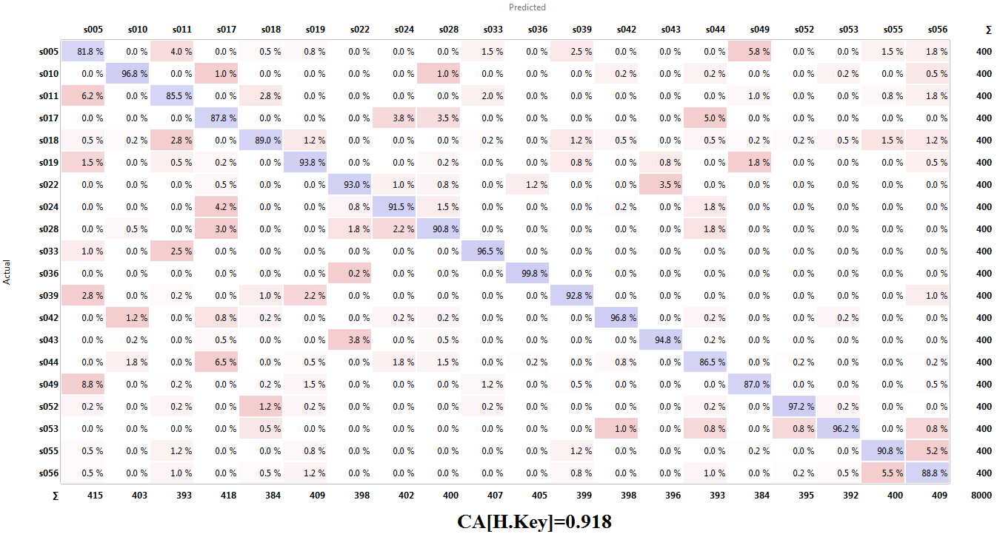 Predicted
s005 s010 s011 s017 s018 s019 s022 s024 s028 s033 s036 s039 s042 s043 s044 s049 s052 s053 s055 s056 Σ
s005 81.8 % 0.0 % 4.0 % 0.0 % 0.5 % 0.8 % 0.0 % 0.0 % 0.0 % 1.5 % 0.0 % 2.5 % 0.0 % 0.0 % 0.0 % 5.8 % 0.0 % 0.0 % 1.5 % 1.8 % 400
s010 0.0 % 96.8 % 0.0 % 1.0 % 0.0 % 0.0 % 0.0 % 0.0 % 1.0 % 0.0 % 0.0 % 0.0 % 0.2 % 0.0 % 0.2 % 0.0 % 0.0 % 0.2 % 0.0 % 0.5 % 400
s011 6.2 % 0.0 % 85.5 % 0.0 % 2.8 % 0.0 % 0.0 % 0.0 % 0.0 % 2.0 % 0.0 % 0.0 % 0.0 % 0.0 % 0.0 % 1.0 % 0.0 % 0.0 % 0.8 % 1.8 % 400
s017 0.0 % 0.0 % 0.0 % 87.8 % 0.0 % 0.0 % 0.0 % 3.8 % 3.5 % 0.0 % 0.0 % 0.0 % 0.0 % 0.0 % 5.0 % 0.0 % 0.0 % 0.0 % 0.0 % 0.0 % 400
s018 0.5 % 0.2 % 2.8 % 0.0 % 89.0 % 1.2 % 0.0 % 0.0 % 0.0 % 0.2 % 0.0 % 1.2 % 0.5 % 0.0 % 0.5 % 0.2 % 0.2 % 0.5 % 1.5 % 1.2 % 400
s019 1.5 % 0.0 % 0.5 % 0.2 % 0.0 % 93.8 % 0.0 % 0.0 % 0.2 % 0.0 % 0.0 % 0.8 % 0.0 % 0.8 % 0.0 % 1.8 % 0.0 % 0.0 % 0.0 % 0.5 % 400
s022 0.0 % 0.0 % 0.0 % 0.5 % 0.0 % 0.0 % 93.0 % 1.0 % 0.8 % 0.0 % 1.2 % 0.0 % 0.0 % 3.5 % 0.0 % 0.0 % 0.0 % 0.0 % 0.0 % 0.0 % 400
s024 0.0 % 0.0 % 0.0 % 4.2 % 0.0 % 0.0 % 0.8 % 91.5 % 1.5 % 0.0 % 0.0 % 0.0 % 0.2 % 0.0 % 1.8 % 0.0 % 0.0 % 0.0 % 0.0 % 0.0 % 400
s028 0.0 % 0.5 % 0.0 % 3.0 % 0.0 % 0.0 % 1.8 % 2.2 % 90.8 % 0.0 % 0.0 % 0.0 % 0.0 % 0.0 % 1.8 % 0.0 % 0.0 % 0.0 % 0.0 % 0.0 % 400
s033 1.0 % 0.0 % 2.5 % 0.0 % 0.0 % 0.0 % 0.0 % 0.0 % 0.0 % 96.5 % 0.0 % 0.0 % 0.0 % 0.0 % 0.0 % 0.0 % 0.0 % 0.0 % 0.0 % 0.0 % 400
Actual
s036 0.0 % 0.0 % 0.0 % 0.0 % 0.0 % 0.0 % 0.2 % 0.0 % 0.0 % 0.0 % 99.8 % 0.0 % 0.0 % 0.0 % 0.0 % 0.0 % 0.0 % 0.0 % 0.0 % 0.0 % 400
s039 2.8 % 0.0 % 0.2 % 0.0 % 1.0 % 2.2 % 0.0 % 0.0 % 0.0 % 0.0 % 0.0 % 92.8 % 0.0 % 0.0 % 0.0 % 0.0 % 0.0 % 0.0 % 0.0 % 1.0 % 400
s042 0.0 % 1.2 % 0.0 % 0.8 % 0.2 % 0.0 % 0.0 % 0.2 % 0.2 % 0.0 % 0.0 % 0.0 % 96.8 % 0.0 % 0.2 % 0.0 % 0.0 % 0.2 % 0.0 % 0.0 % 400
s043 0.0 % 0.2 % 0.0 % 0.5 % 0.0 % 0.0 % 3.8 % 0.0 % 0.5 % 0.0 % 0.0 % 0.0 % 0.0 % 94.8 % 0.2 % 0.0 % 0.0 % 0.0 % 0.0 % 0.0 % 400
s044 0.0 % 1.8 % 0.0 % 6.5 % 0.0 % 0.5 % 0.0 % 1.8 % 1.5 % 0.0 % 0.2 % 0.0 % 0.8 % 0.0 % 86.5 % 0.0 % 0.2 % 0.0 % 0.0 % 0.2 % 400
s049 8.8 % 0.0 % 0.2 % 0.0 % 0.2 % 1.5 % 0.0 % 0.0 % 0.0 % 1.2 % 0.0 % 0.5 % 0.0 % 0.0 % 0.0 % 87.0 % 0.0 % 0.0 % 0.0 % 0.5 % 400
s052 0.2 % 0.0 % 0.2 % 0.0 % 1.2 % 0.2 % 0.0 % 0.0 % 0.0 % 0.2 % 0.0 % 0.0 % 0.0 % 0.0 % 0.2 % 0.0 % 97.2 % 0.2 % 0.0 % 0.0 % 400
s053 0.0 % 0.0 % 0.0 % 0.0 % 0.5 % 0.0 % 0.0 % 0.0 % 0.0 % 0.0 % 0.0 % 0.0 % 1.0 % 0.0 % 0.8 % 0.0 % 0.8 % 96.2 % 0.0 % 0.8 % 400
s055 0.5 % 0.0 % 1.2 % 0.0 % 0.0 % 0.8 % 0.0 % 0.0 % 0.0 % 0.0 % 0.0 % 1.2 % 0.0 % 0.0 % 0.0 % 0.2 % 0.0 % 0.0 % 90.8 % 5.2 % 400
s056 0.5 % 0.0 % 1.0 % 0.0 % 0.5 % 1.2 % 0.0 % 0.0 % 0.0 % 0.0 % 0.0 % 0.8 % 0.0 % 0.0 % 1.0 % 0.0 % 0.2 % 0.5 % 5.5 % 88.8 % 400
Σ 415 403 393 418 384 409 398 402 400 407 405 399 398 396 393 384 395 392 400 409 8000
CA[H.Key]=0.918